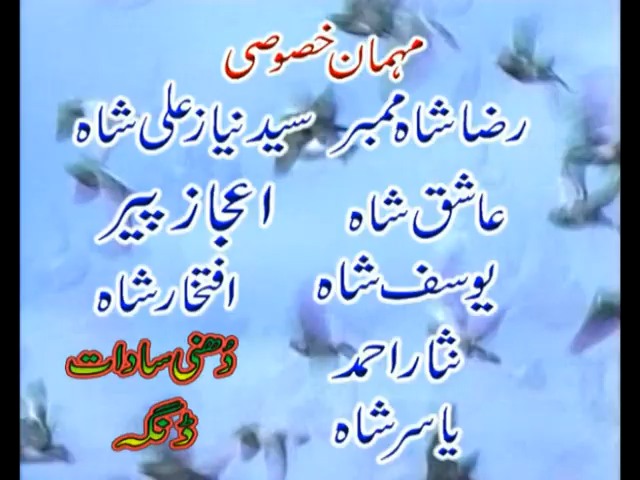 مہمان خصوصی
رضا شاہ ممبر سید نیاز علی شاہ
عاشق شاہ اعجاز پیر
یوسف شاہ افتخار شاہ
نثار احمد دُھنی سادات
یاسر شاہ ڈنگہ